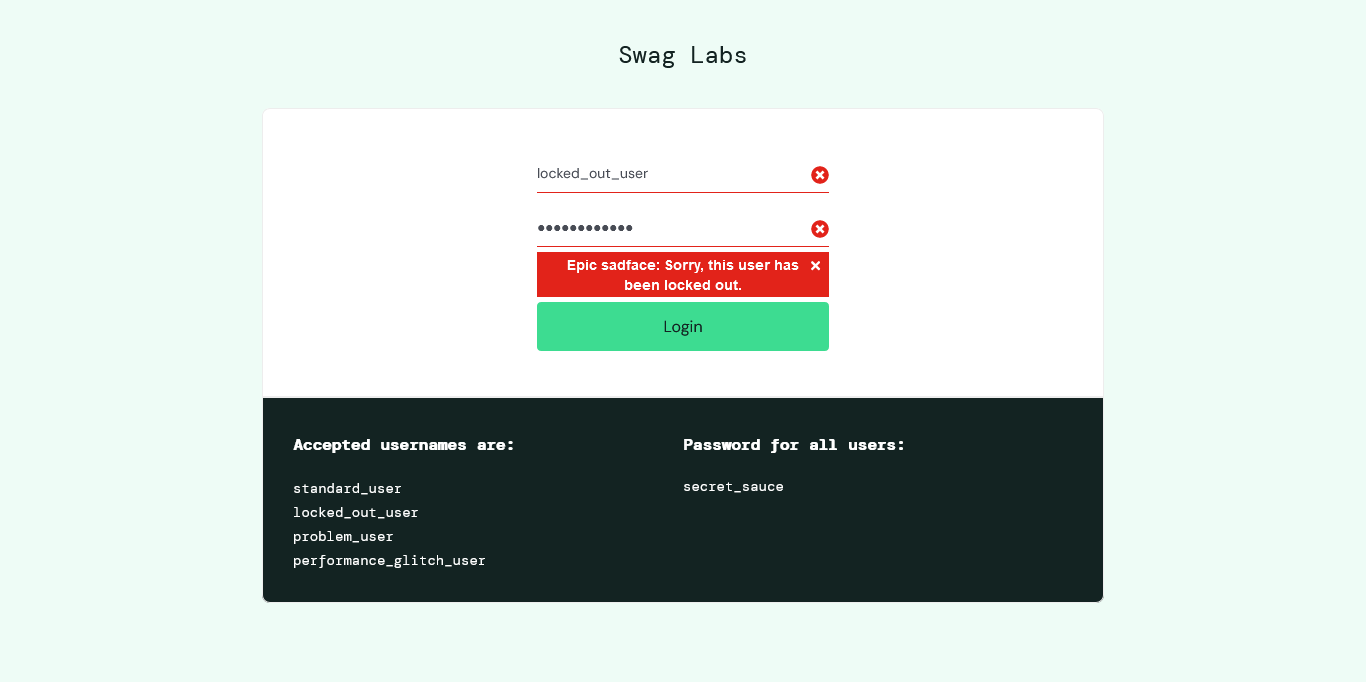 Swag Labs
locked_out_user
••••••••••••
Epic sadface: Sorry, this user has
been locked out.
Login
Accepted usernames are:
standard_user
locked_out_user
problem_user
performance_glitch_user
Password for all users:
secret_sauce